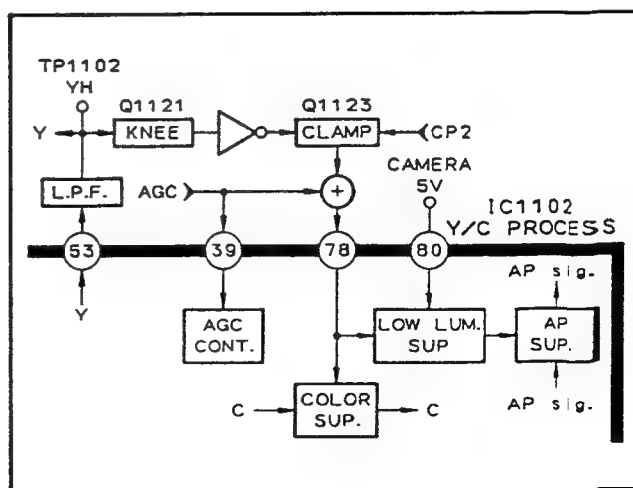 TP1102
YH
Q1121
Q1123
Y
KNEE
CLAMP
CP2
CAMERA
5V
L.P.F.
AGC
+
IC1102
Y/C PROCESS
53
39
78
80
Y
AP sig.
AGC
CONT.
LOW LUM.
SUP
AP
SUP.
C
COLOR
SUP.
C
AP sig.